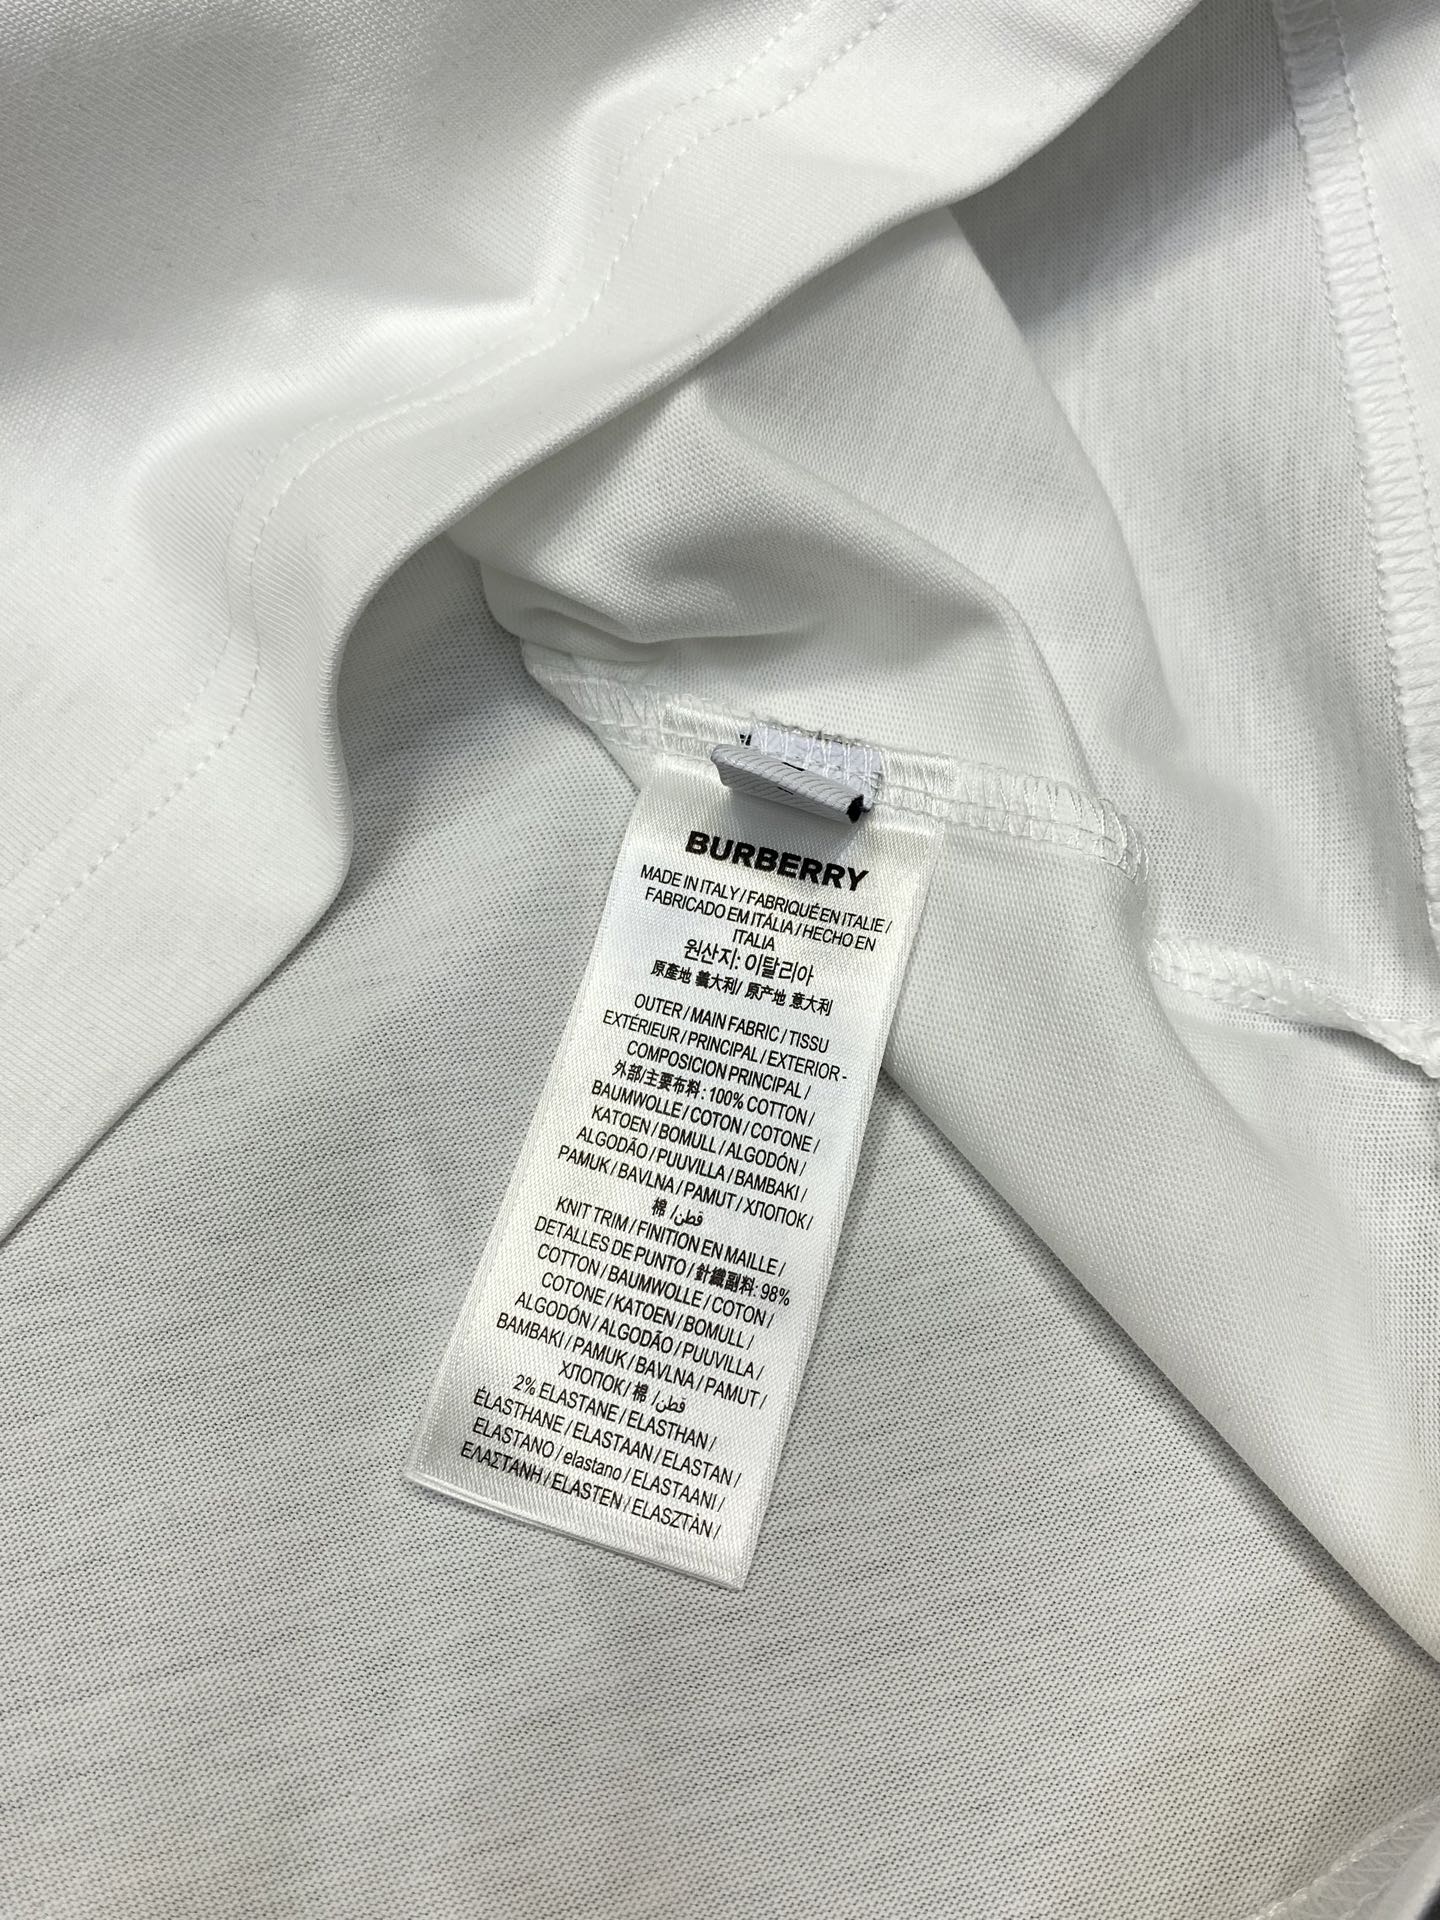 BURBERRY
MADE IN ITALY / FABRIQUÉ EN ITALIE /
FABRICADO EM ITÁLIA / HECHO EN
ITALIA
원산지: 이탈리아
原產地 義大利/ 原产地 意大利
OUTER / MAIN FABRIC / TISSU
EXTÉRIEUR / PRINCIPAL / EXTERIOR -
COMPOSICION PRINCIPAL /
外部/主要布料 : 100% COTTON /
BAUMWOLLE / COTON / COTONE /
KATOEN / BOMULL / ALGODÓN /
ALGODÃO / PUUVILLA / BAMBAKI /
PAMUK / BAVLNA / PAMUT / ХЛОПОК /
棉 /قطن/
KNIT TRIM / FINITION EN MAILLE /
DETALLES DE PUNTO / 針織副料: 98%
COTTON / BAUMWOLLE / COTON /
COTONE / KATOEN / BOMULL /
ALGODÓN / ALGODÃO / PUUVILLA /
BAMBAKI / PAMUK / BAVLNA / PAMUT /
ХЛОПОК / 棉 /قطن/
2% ELASTANE / ELASTHAN /
ÉLASTHANE / ELASTAAN / ELASTAN /
ELASTANO / elastano / ELASTAANI /
ΕΛΑΣΤΑΝΗ / ELASTEN / ELASZTÁN /